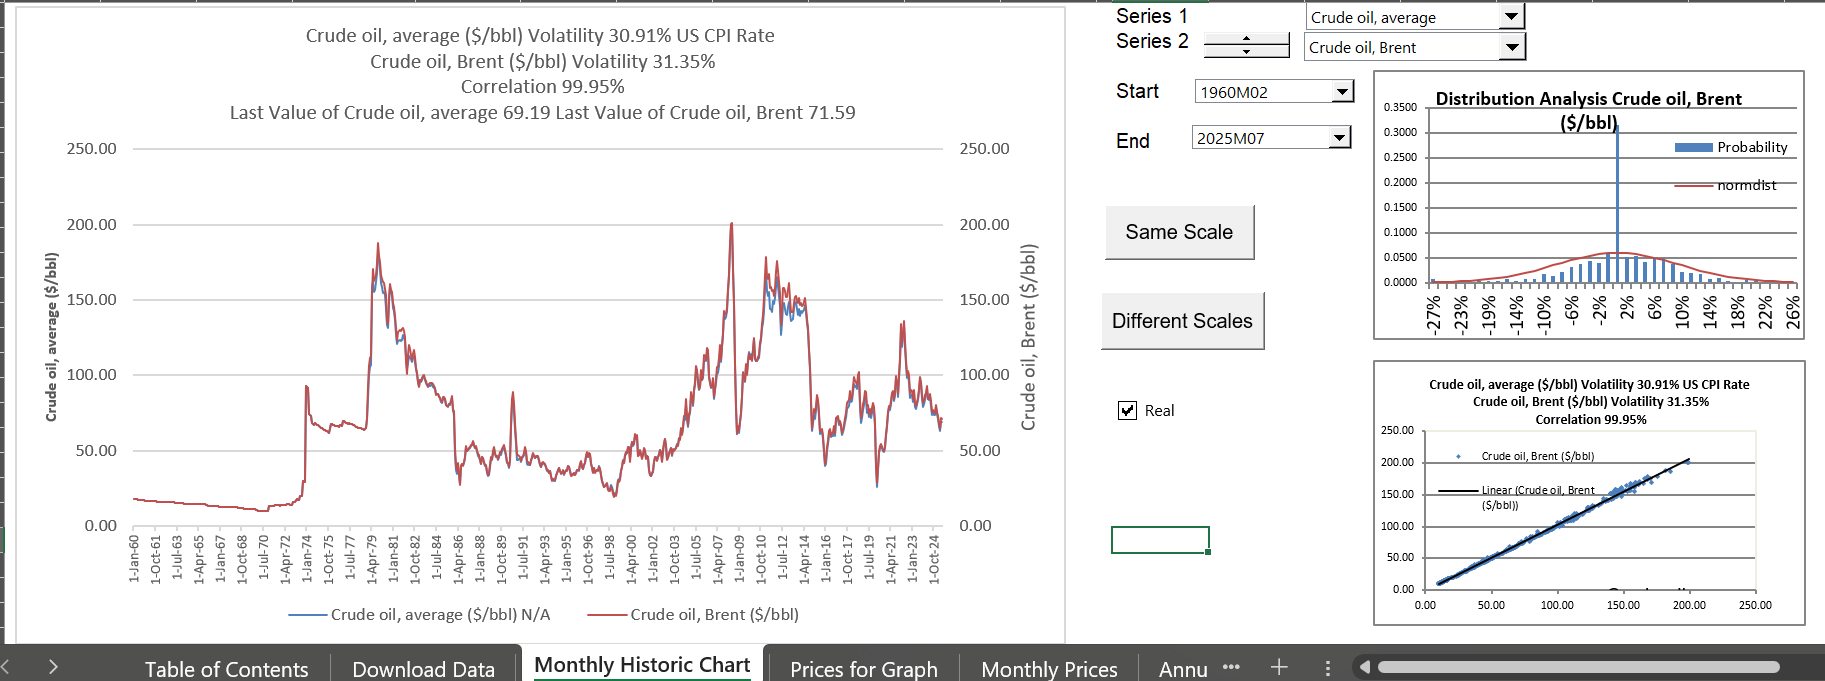 Crude oil, average ($/bbl) Volatility 30.91% US CPI Rate
Crude oil, Brent ($/bbl) Volatility 31.35%
Correlation 99.95%
Last Value of Crude oil, average 69.19 Last Value of Crude oil, Brent 71.59
250.00
200.00
150.00
100.00
50.00
0.00
Crude oil, average ($/bbl)
250.00
200.00
150.00
100.00
50.00
0.00
Crude oil, Brent ($/bbl)
1-Jan-60
1-Oct-61
1-Jul-63
1-Apr-65
1-Jan-67
1-Oct-68
1-Jul-70
1-Apr-72
1-Jan-74
1-Oct-75
1-Jul-77
1-Apr-79
1-Jan-81
1-Oct-82
1-Jul-84
1-Apr-86
1-Jan-88
1-Oct-89
1-Jul-91
1-Apr-93
1-Jan-95
1-Oct-96
1-Jul-98
1-Apr-00
1-Jan-02
1-Oct-03
1-Jul-05
1-Apr-07
1-Jan-09
1-Oct-10
1-Jul-12
1-Apr-14
1-Jan-16
1-Oct-17
1-Jul-19
1-Apr-21
1-Jan-23
1-Oct-24
Crude oil, average ($/bbl) N/A
Crude oil, Brent ($/bbl)
Series 1
Crude oil, average
Series 2
Crude oil, Brent
Start
1960M02
End
2025M07
Same Scale
Different Scales
Real
Distribution Analysis Crude oil, Brent
($/bbl)
0.3500
0.3000
0.2500
0.2000
0.1500
0.1000
0.0500
0.0000
Probability
normdist
-27%
-23%
-19%
-14%
-10%
-6%
-2%
2%
6%
10%
14%
18%
22%
26%
Crude oil, average ($/bbl) Volatility 30.91% US CPI Rate
Crude oil, Brent ($/bbl) Volatility 31.35%
Correlation 99.95%
250.00
200.00
150.00
100.00
50.00
0.00
Crude oil, Brent ($/bbl)
Linear (Crude oil, Brent
($/bbl))
0.00
50.00
100.00
150.00
200.00
250.00
Table of Contents
Download Data
Monthly Historic Chart
Prices for Graph
Monthly Prices
Annu